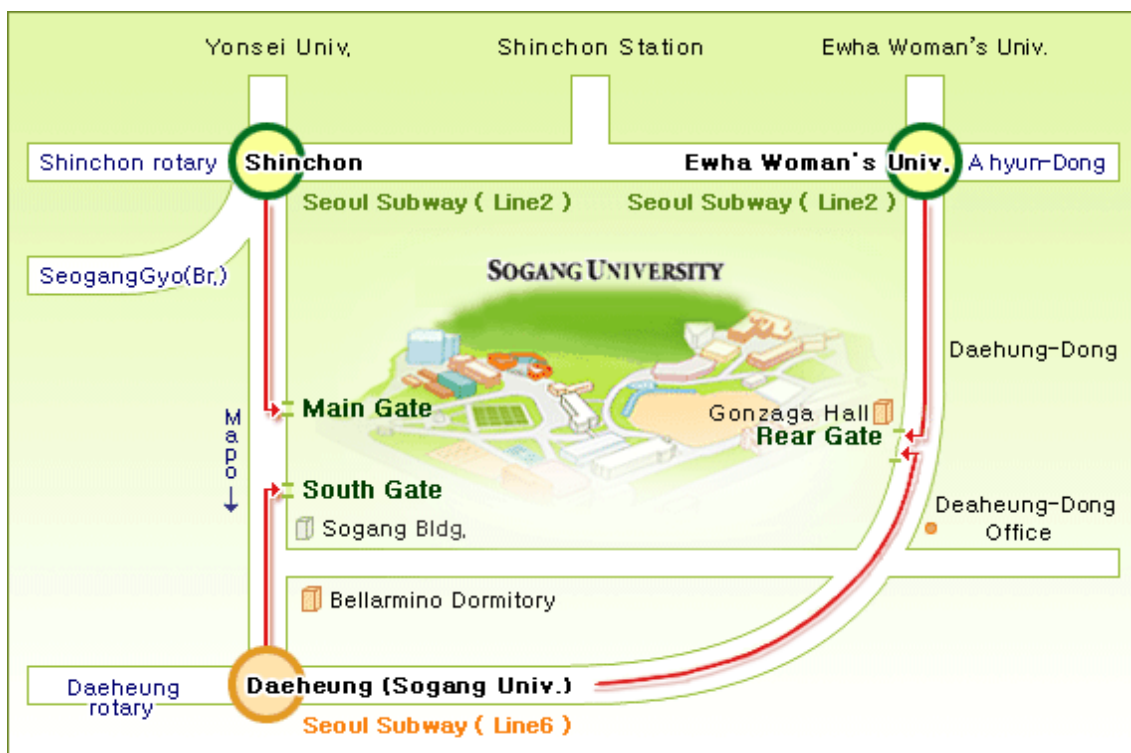 Yonsei Univ.
Shinchon Station
Ewha Woman's Univ.
Shinchon rotary
Shinchon
Ewha Woman's Univ.
Ahyun-Dong
Seoul Subway ( Line2 )
Seoul Subway ( Line2 )
SeogangGyo(Br.)
SOGANG UNIVERSITY
Daehung-Dong
Main Gate
Gonzaga Hall
Rear Gate
Mapo
South Gate
Sogang Bldg.
Deaheung-Dong
Office
Bellarmino Dormitory
Daeheung
rotary
Daeheung (Sogang Univ.)
Seoul Subway ( Line6 )